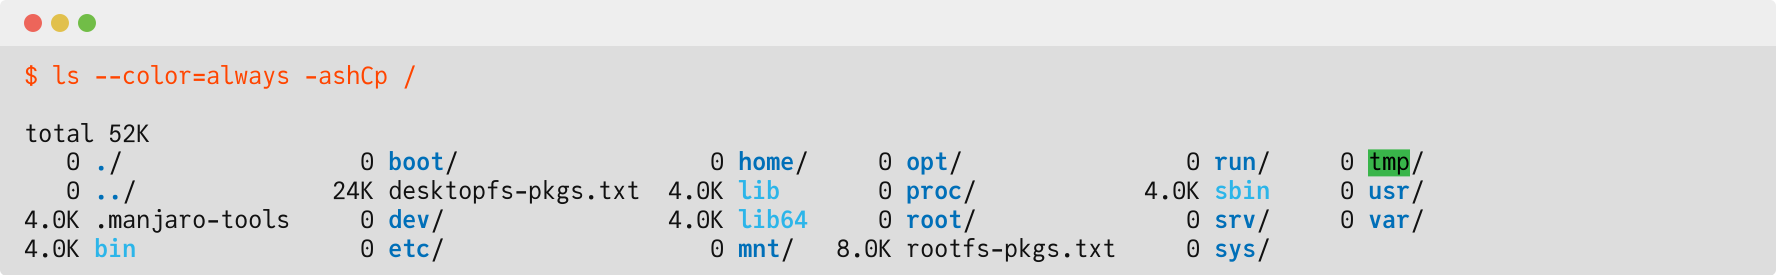 $ ls --color=always -ashCp /
total 52K
   0 ./                  0 boot/                  0 home/     0 opt/                0 run/     0 tmp/
   0 ../               24K desktopfs-pkgs.txt  4.0K lib       0 proc/            4.0K sbin     0 usr/
4.0K .manjaro-tools      0 dev/                4.0K lib64     0 root/               0 srv/     0 var/
4.0K bin                 0 etc/                   0 mnt/   8.0K rootfs-pkgs.txt     0 sys/